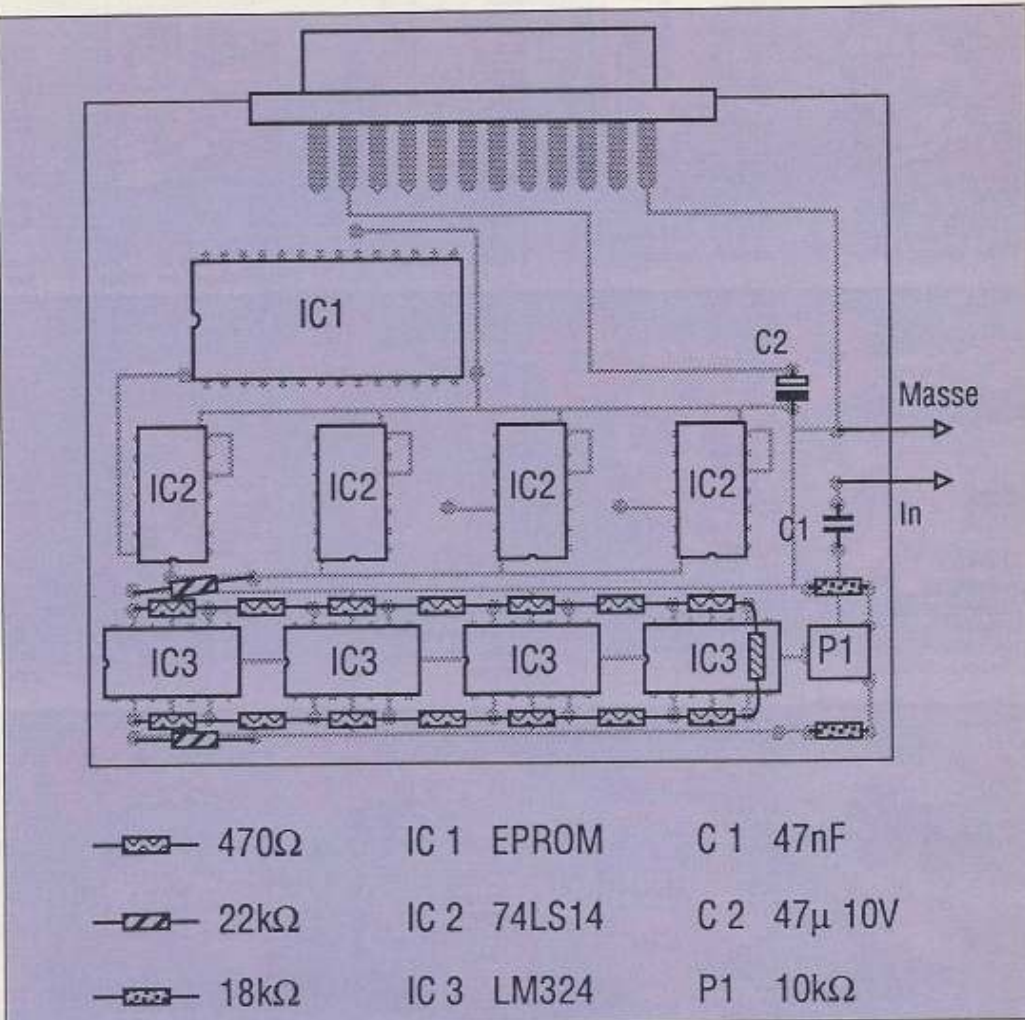 IC1
C2
Masse
IC2 IC2 IC2 IC2
C1 In
IC3 IC3 IC3 IC3 P1
470Ω IC 1 EPROM C 1 47nF
22kΩ IC 2 74LS14 C 2 47µ 10V
18kΩ IC 3 LM324 P1 10kΩ